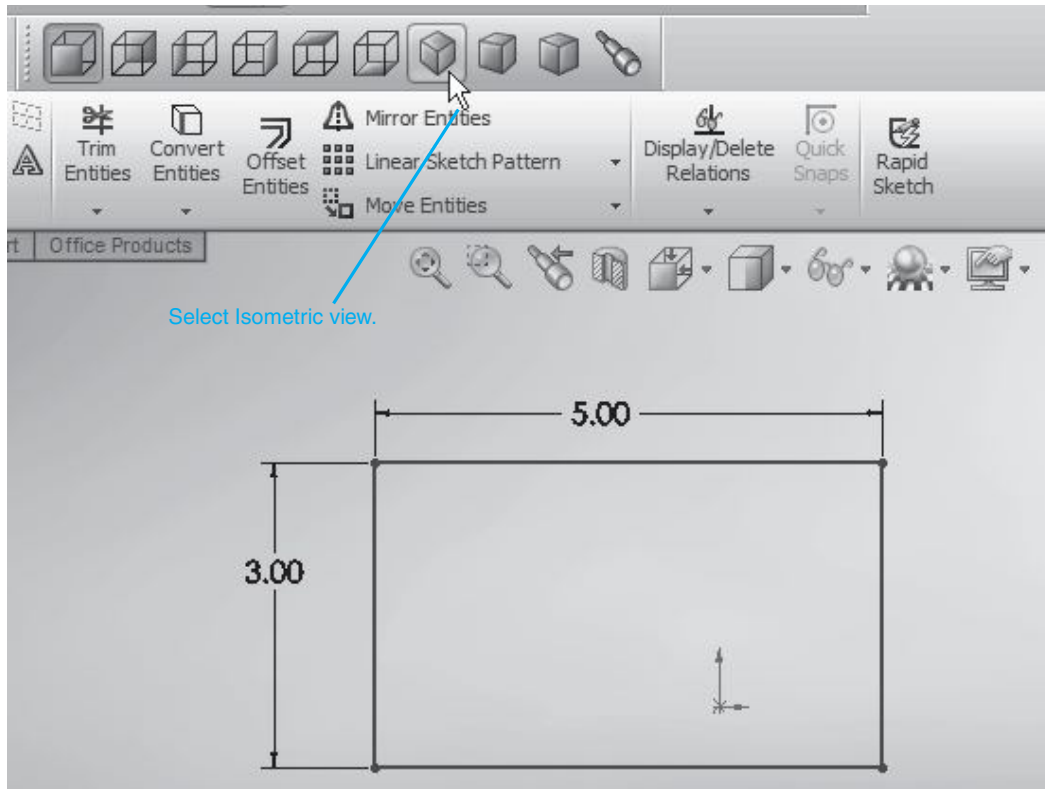 Mirror Entities
Trim Entities
Convert Entities
Offset Entities
Linear Sketch Pattern
Move Entities
Display/Delete Relations
Quick Snaps
Rapid Sketch
rt
Office Products
Select Isometric view.
5.00
3.00